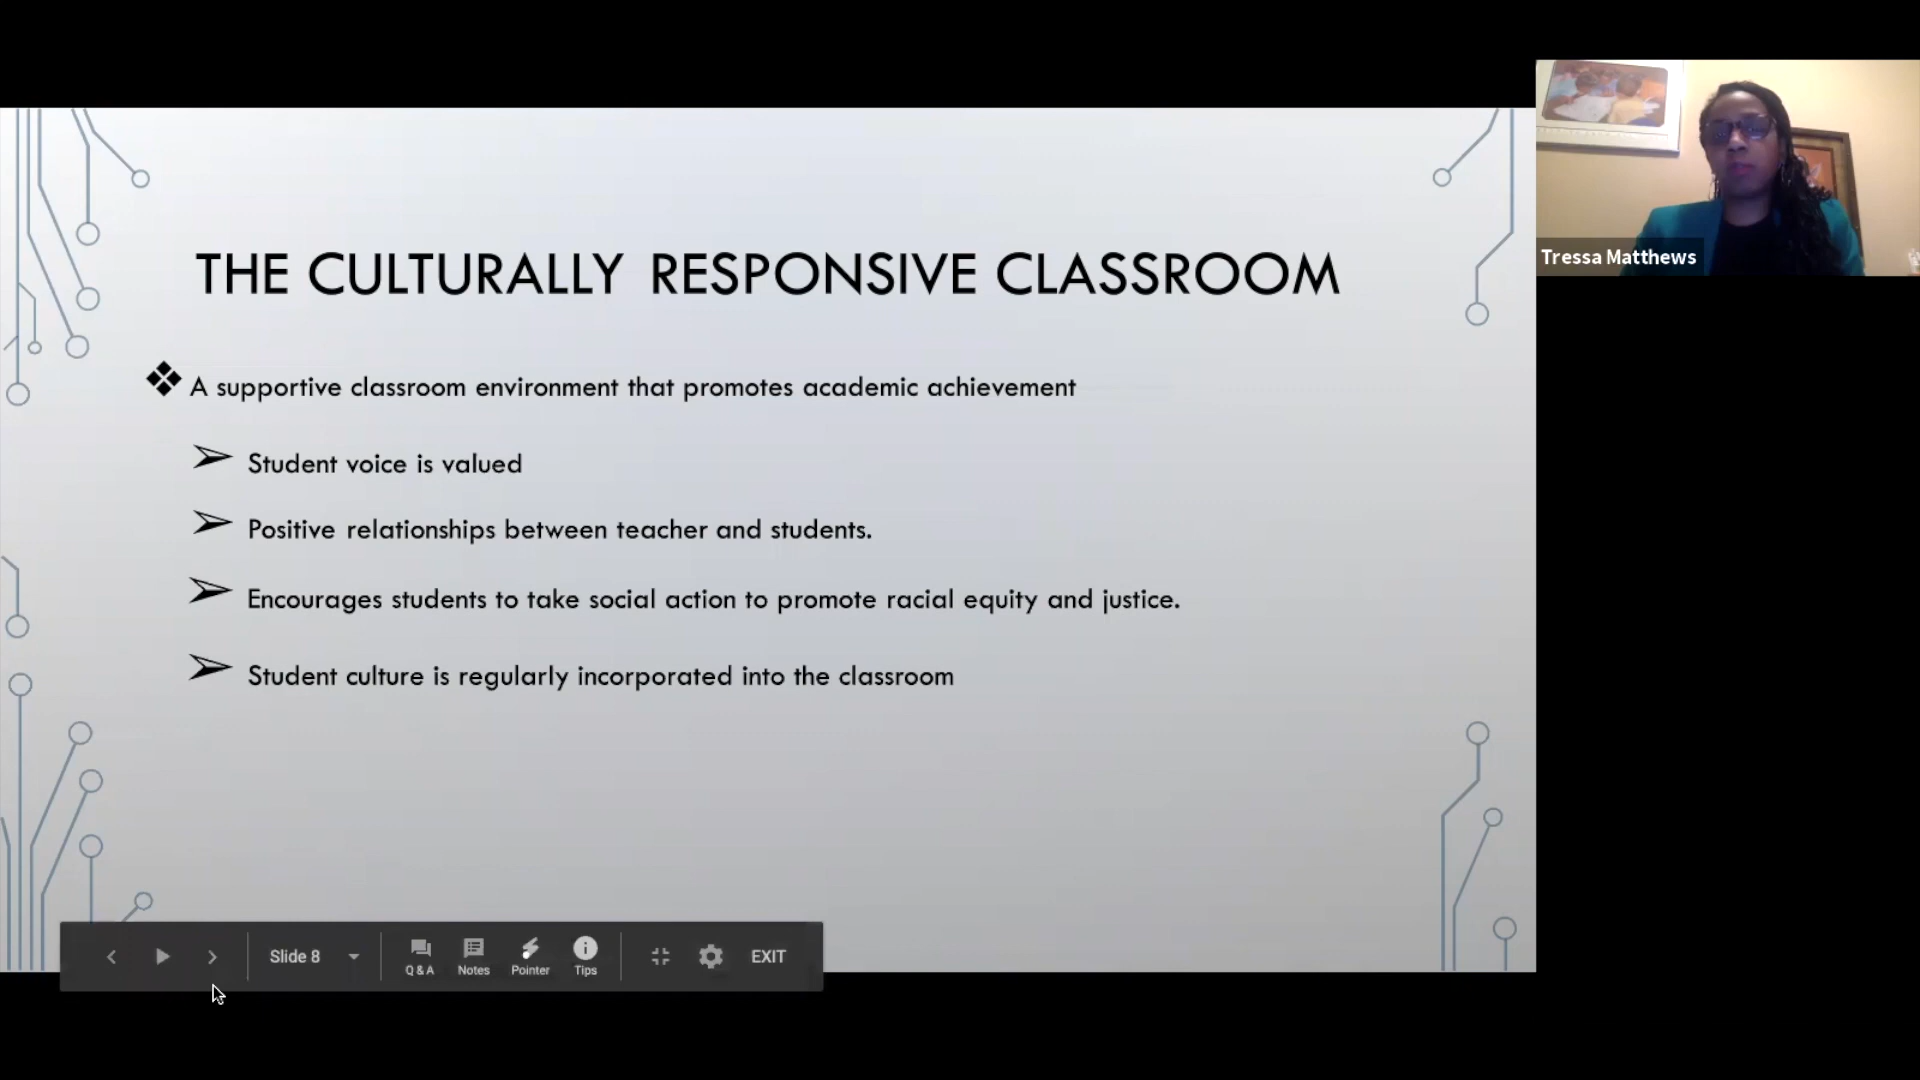 THE CULTURALLY RESPONSIVE CLASSROOM
A supportive classroom environment that promotes academic achievement
Student voice is valued
Positive relationships between teacher and students.
Encourages students to take social action to promote racial equity and justice.
Student culture is regularly incorporated into the classroom
Tressa Matthews
Slide 8
Q & A
Notes
Pointer
Tips
EXIT